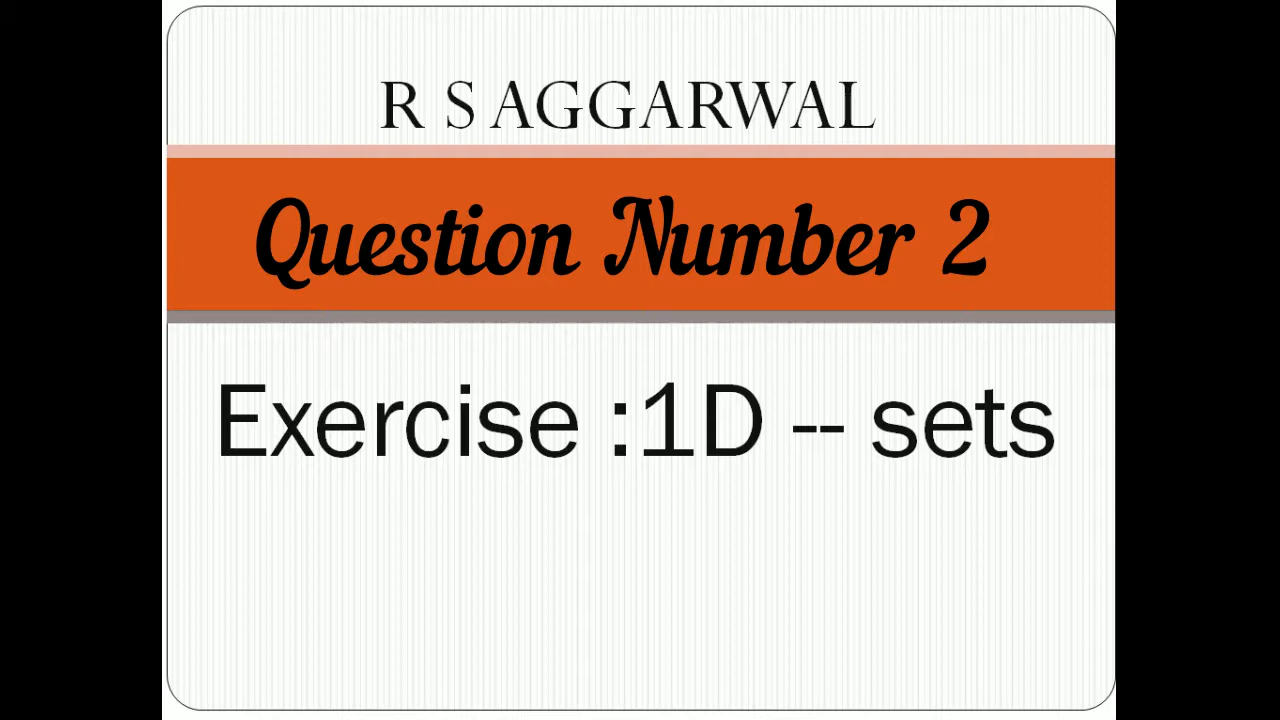 R S AGGARWAL
Question Number 2
Exercise :1D -- sets